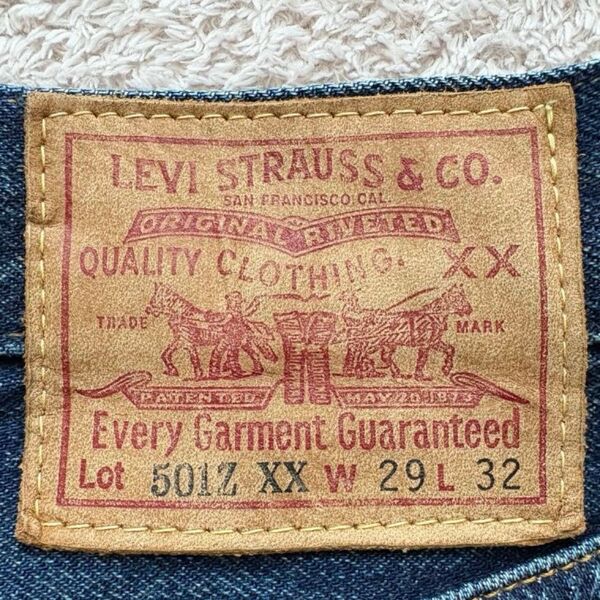 LEVI STRAUSS & CO.
SAN FRANCISCO, CAL.
ORIGINAL RIVETED
QUALITY CLOTHING. XX
TRADE MARK
PATENTED MAY 20 1873
Every Garment Guaranteed
Lot 501Z XX W 29 L 32